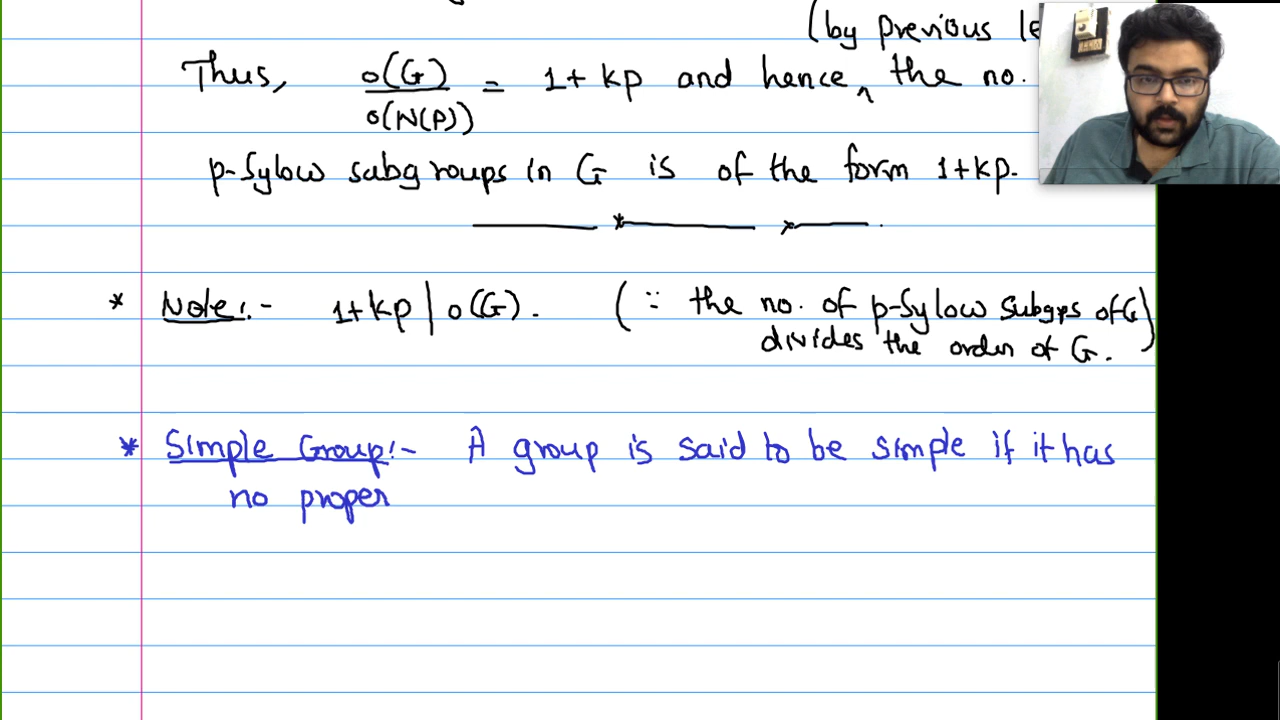 (by previous le
Thus, o(G)/o(N(P)) = 1+kp and hence ^ the no.
p-Sylow subgroups in G is of the form 1+kp.
* Note:- 1+kp | o(G). (∵ the no. of p-Sylow Subgps of G)
divides the order of G.
* Simple Group:- A group is said to be simple if it has
no proper